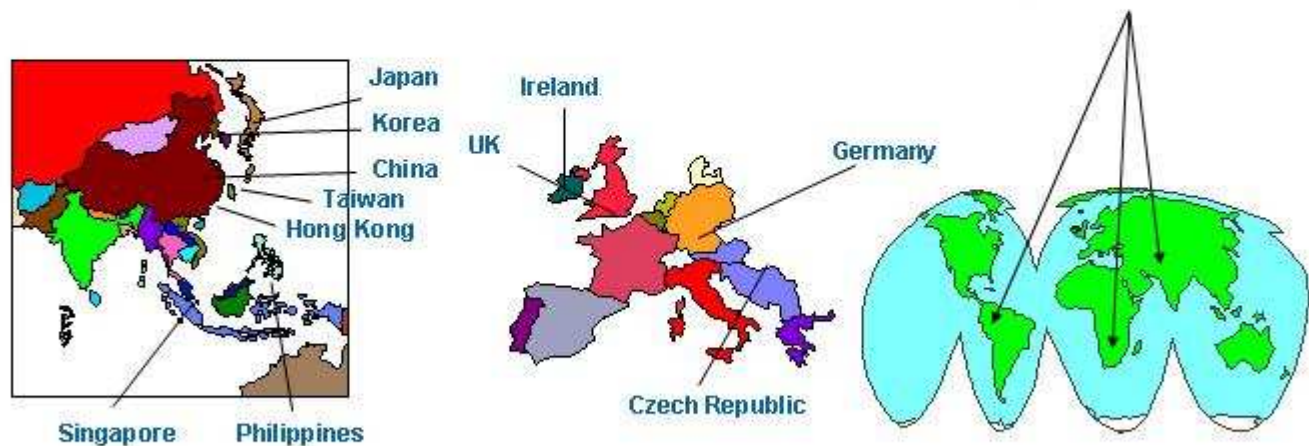 Japan
Korea
China
Taiwan
Hong Kong
Singapore
Philippines
Ireland
UK
Germany
Czech Republic